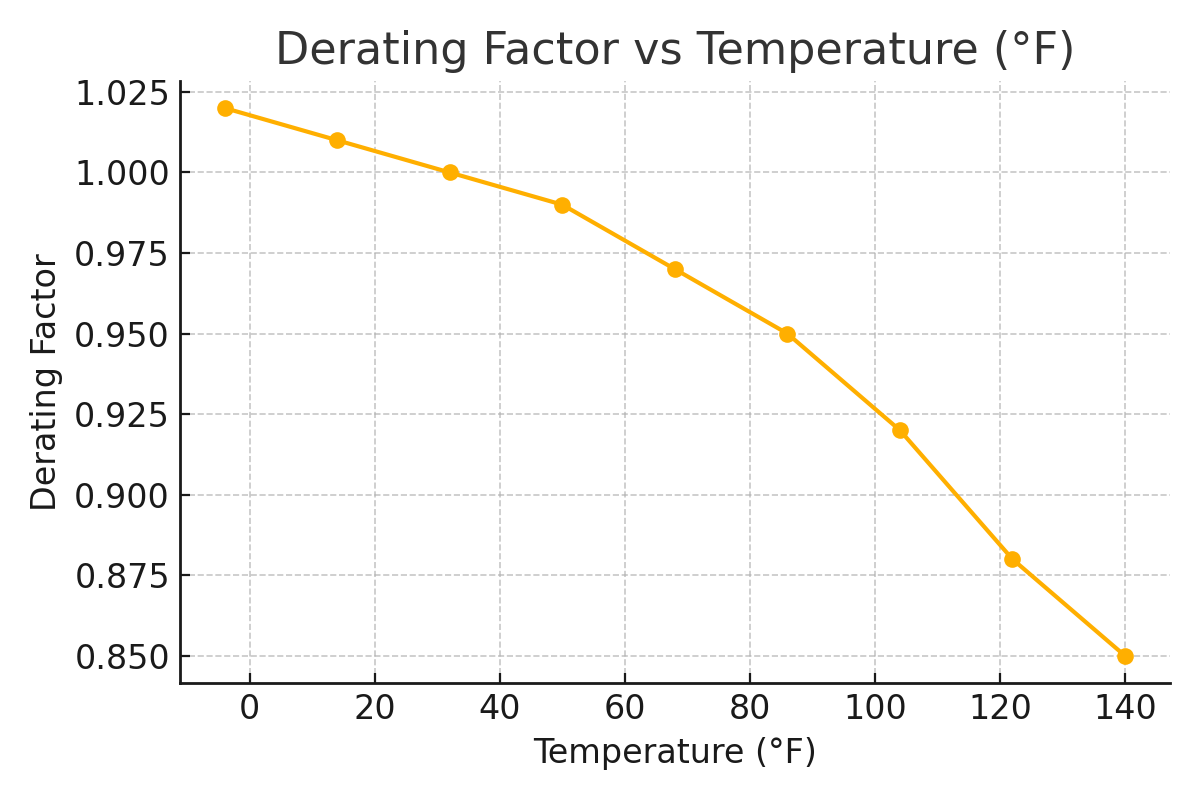 Derating Factor vs Temperature (°F)
1.025
1.000
0.975
0.950
0.925
0.900
0.875
0.850
Derating Factor
0 20 40 60 80 100 120 140
Temperature (°F)